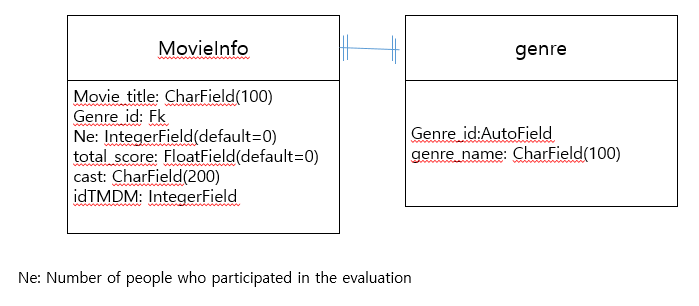 MovieInfo
Movie_title: CharField(100)
Genre_id: Fk
Ne: IntegerField(default=0)
total_score: FloatField(default=0)
cast: CharField(200)
idTMDM: IntegerField
genre
Genre_id:AutoField
genre_name: CharField(100)
Ne: Number of people who participated in the evaluation